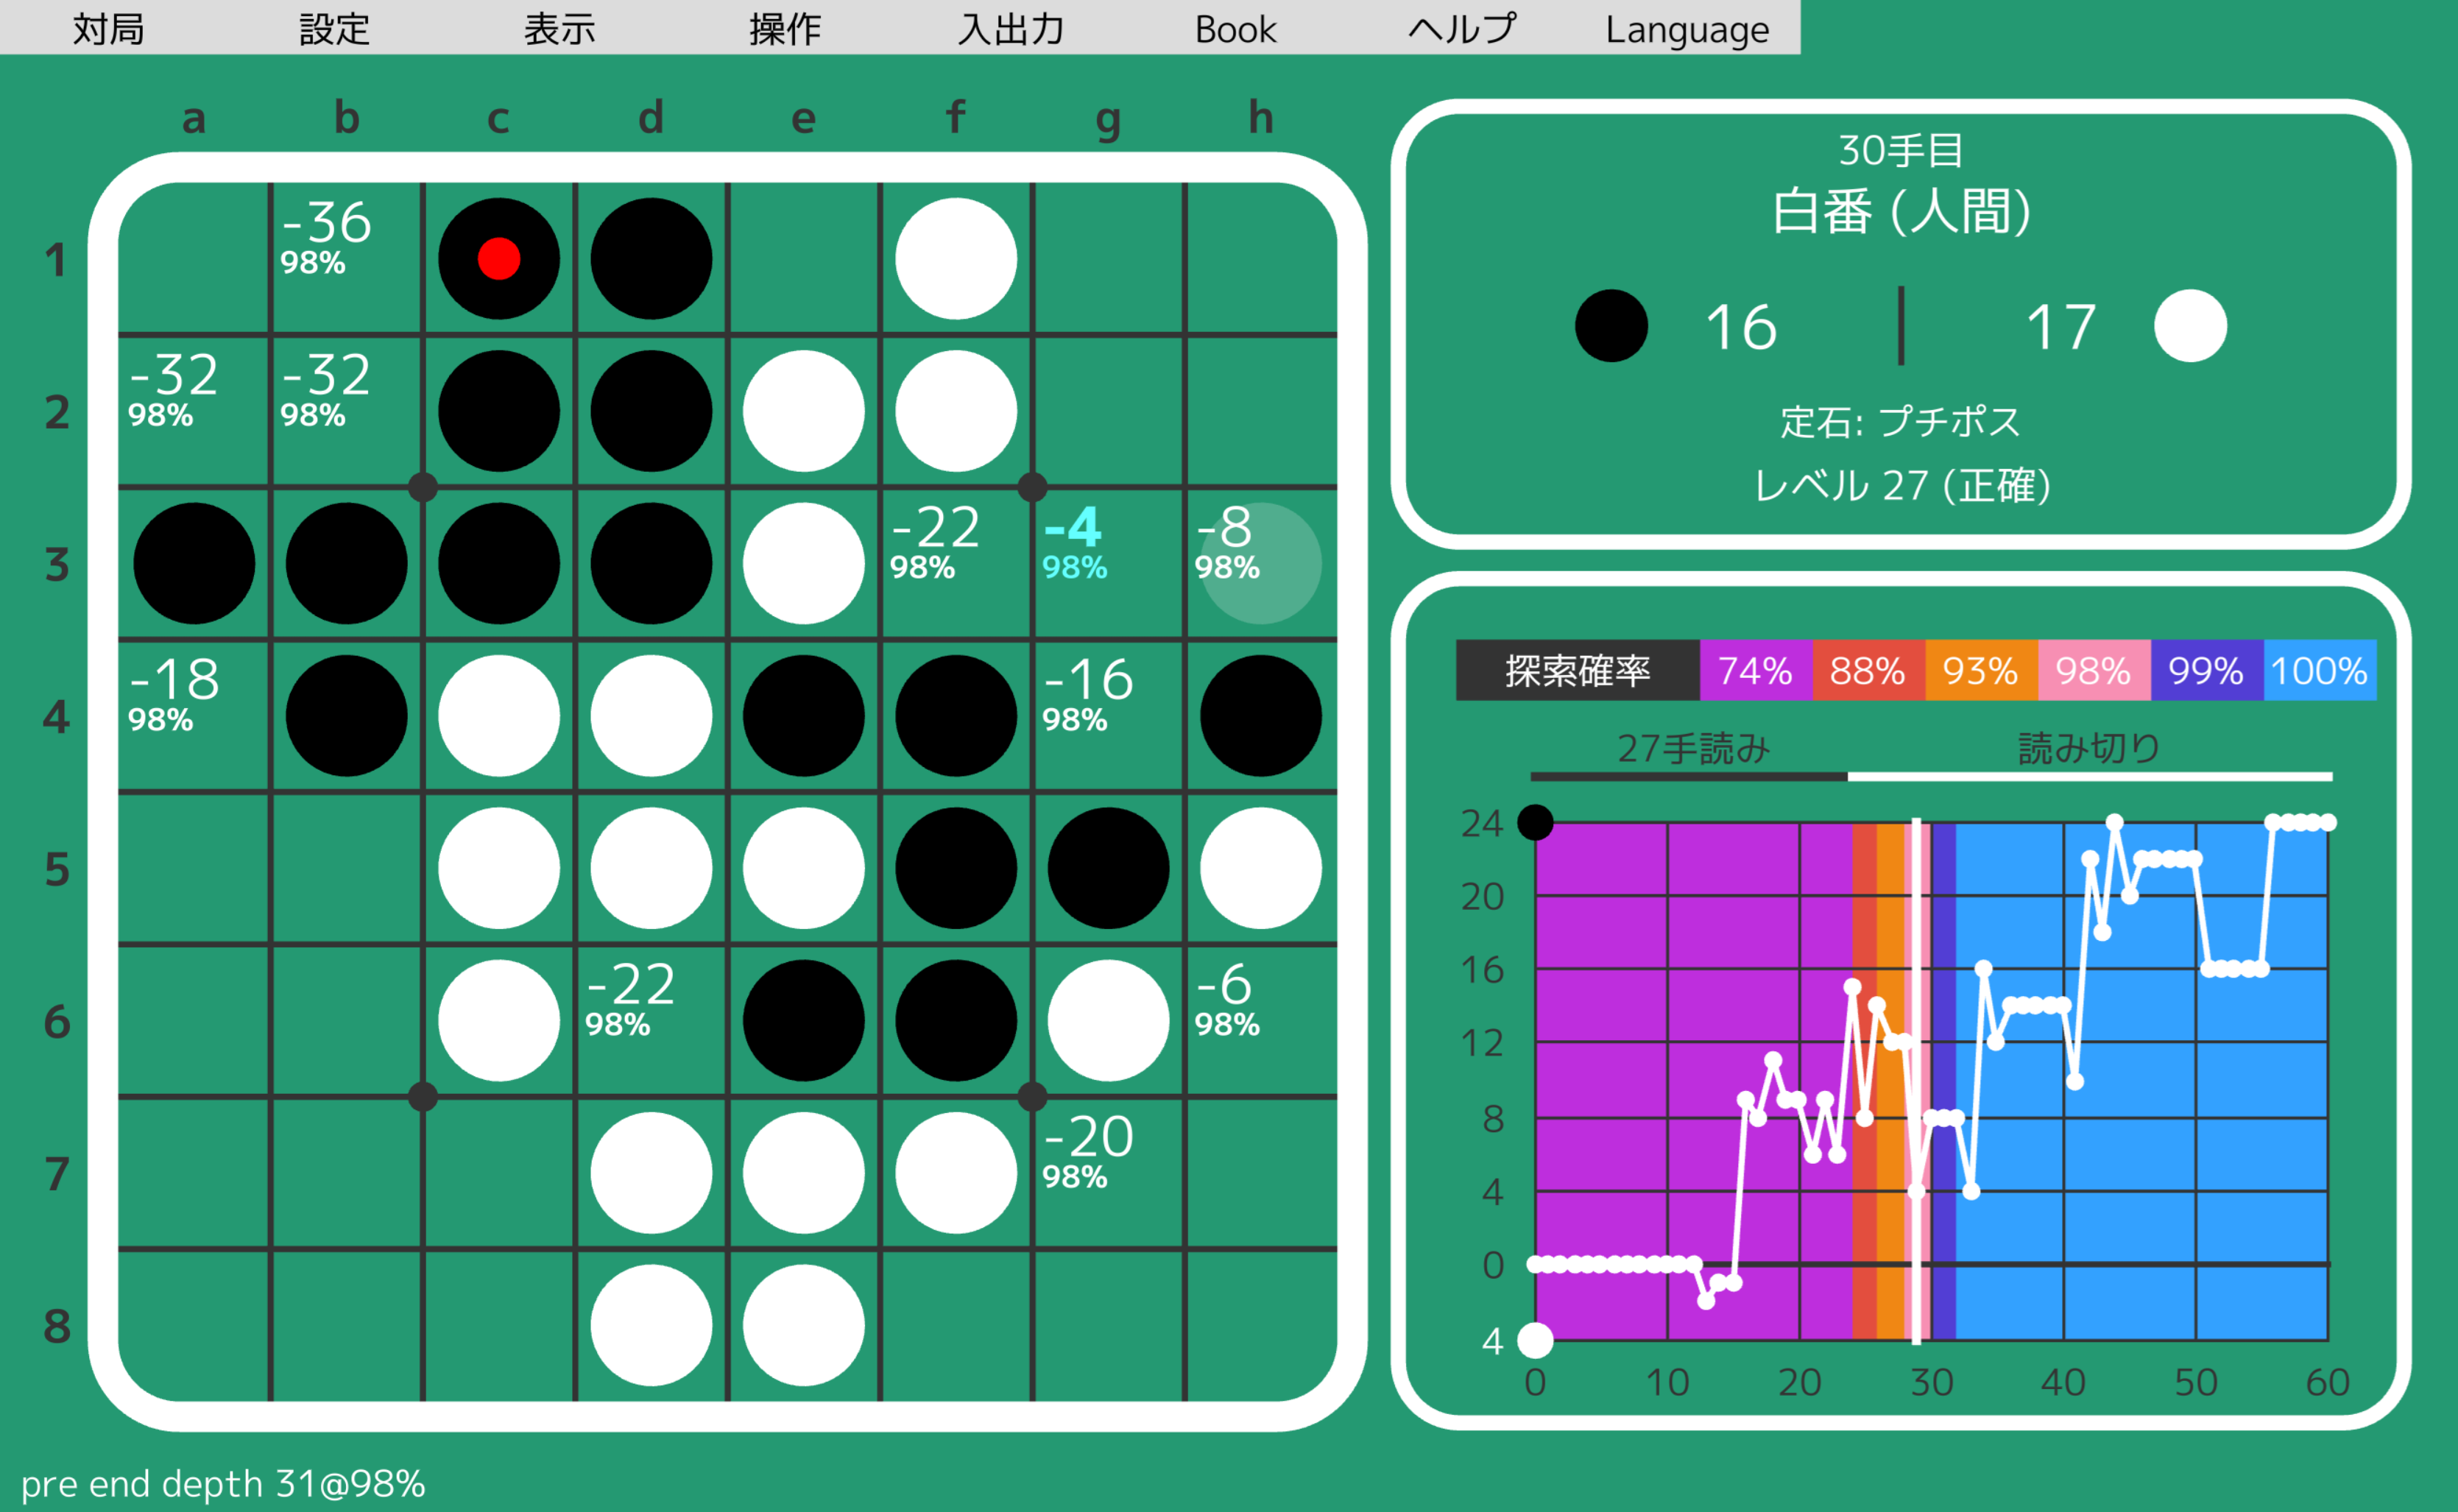 対局 設定 表示 操作 入出力 Book ヘルプ Language
a b c d e f g h
1 -36
98%
2 -32 -32
98% 98%
3 -22 -4 -8
98% 98% 98%
4 -18 -16
98% 98%
5
6 -22 -6
98% 98%
7 -20
98%
8
pre end depth 31@98%
30手目
白番 (人間)
16 17
定石: プチポス
レベル 27 (正確)
探索確率 74% 88% 93% 98% 99% 100%
27手読み 読み切り
24
20
16
12
8
4
0
4
0 10 20 30 40 50 60